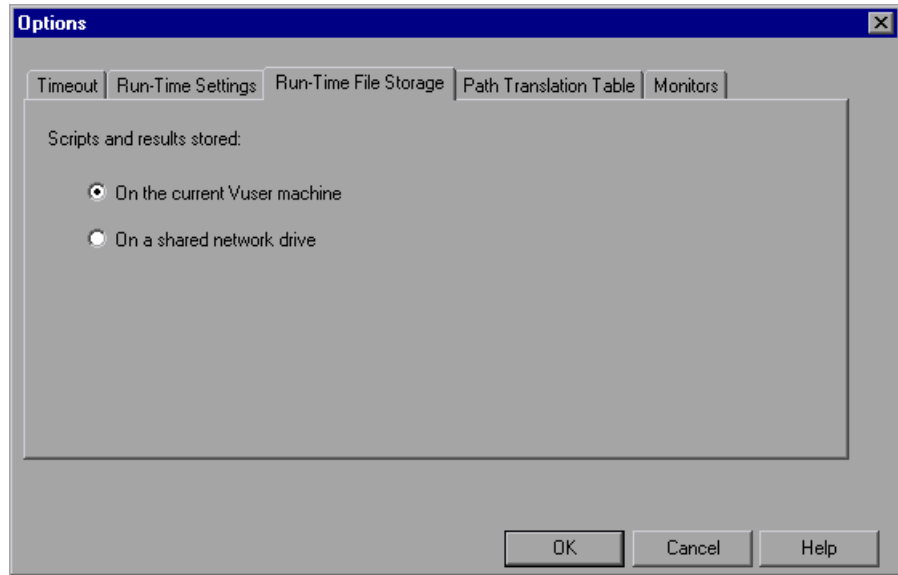 Options
Timeout Run-Time Settings Run-Time File Storage Path Translation Table Monitors
Scripts and results stored:
On the current Vuser machine
On a shared network drive
OK Cancel Help